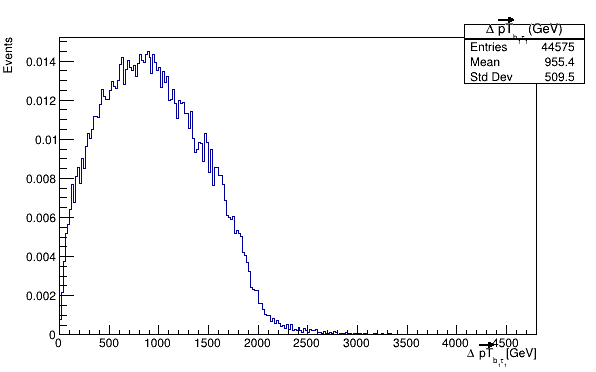 Δ pT b₁τ₁ (GeV)
Entries 44575
Mean 955.4
Std Dev 509.5
Events
0.014
0.012
0.01
0.008
0.006
0.004
0.002
0
0 500 1000 1500 2000 2500 3000 3500 4000 4500
Δ pT b₁τ₁ [GeV]